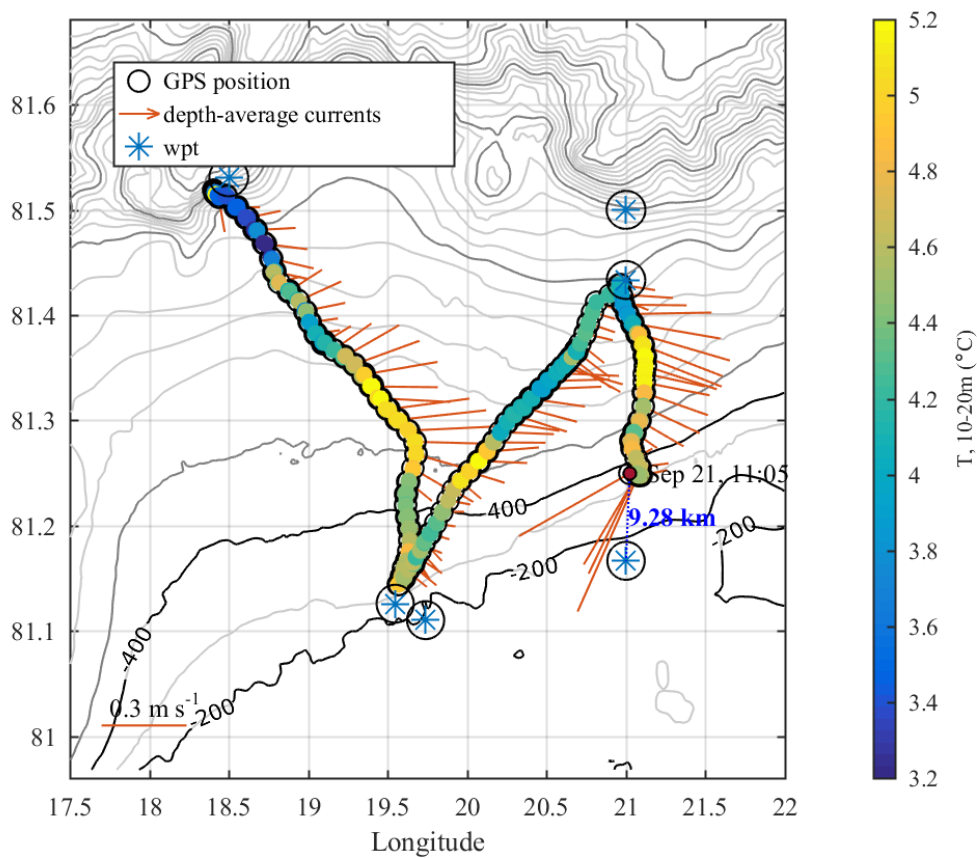 GPS position
depth-average currents
wpt
81.6
81.5
81.4
81.3
81.2
81.1
81
-400
-200
-200
-400
-200
Sep 21, 11:05
9.28 km
0.3 m s-1
17.5 18 18.5 19 19.5 20 20.5 21 21.5 22
Longitude
5.2
5
4.8
4.6
4.4
4.2
4
3.8
3.6
3.4
3.2
T, 10-20m (°C)